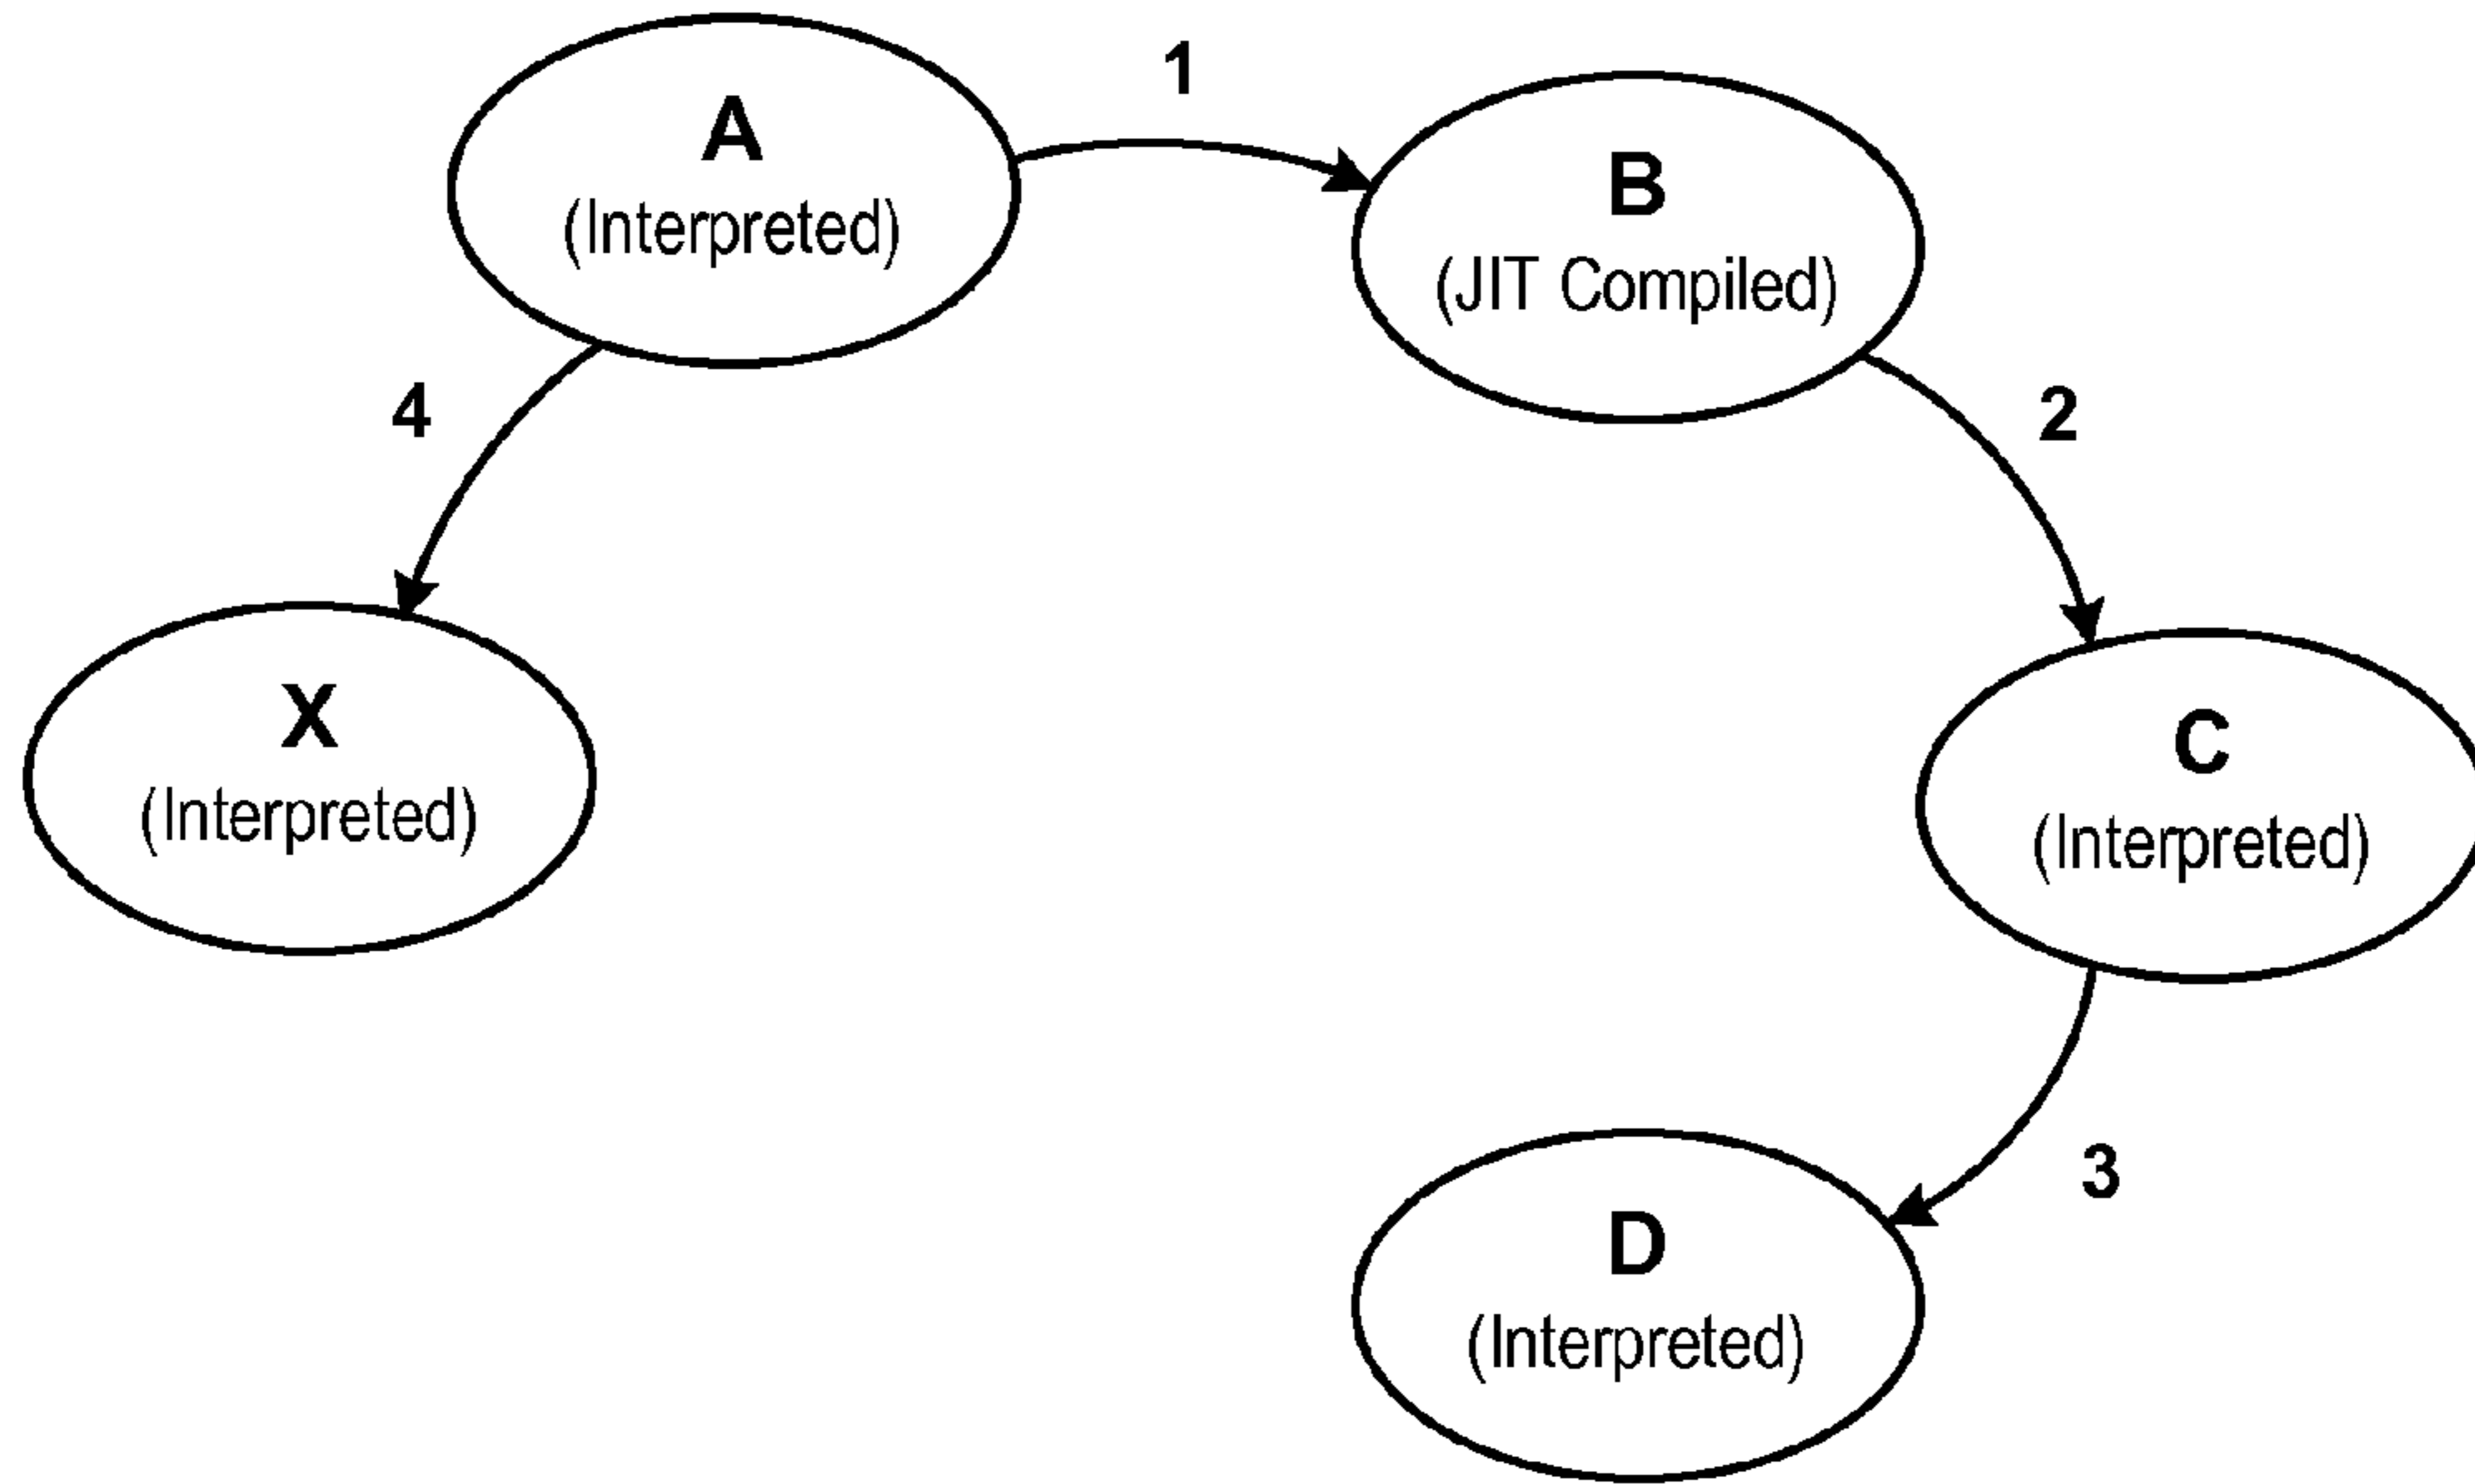 A
(Interpreted)
1
B
(JIT Compiled)
4
2
X
(Interpreted)
C
(Interpreted)
3
D
(Interpreted)